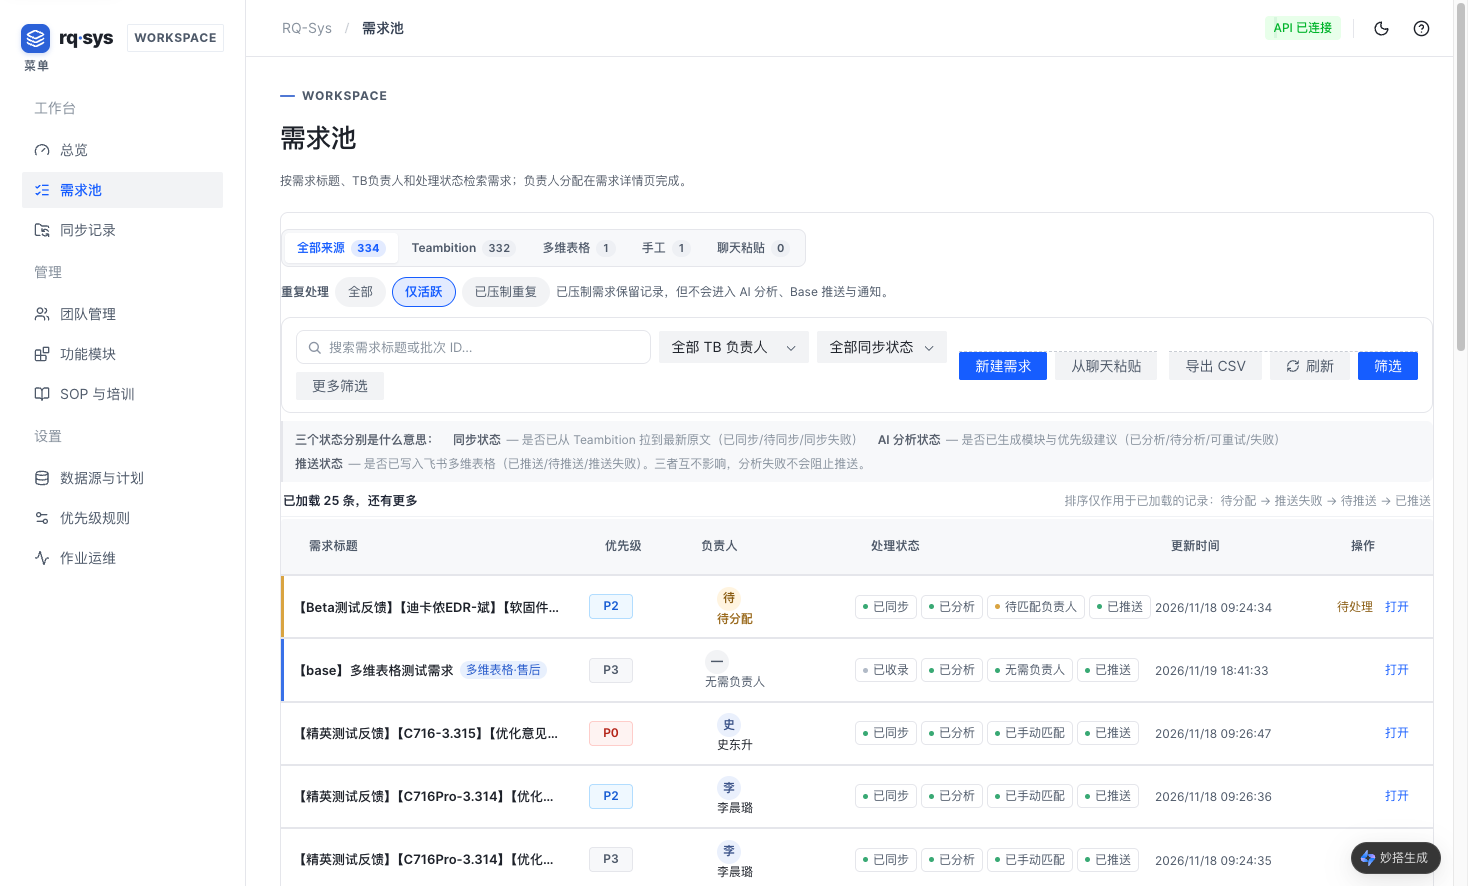 rq·sys WORKSPACE
菜单
工作台
总览
需求池
同步记录
管理
团队管理
功能模块
SOP 与培训
设置
数据源与计划
优先级规则
作业运维
RQ-Sys / 需求池
API 已连接
WORKSPACE
需求池
按需求标题、TB负责人和处理状态检索需求；负责人分配在需求详情页完成。
全部来源 334 Teambition 332 多维表格 1 手工 1 聊天粘贴 0
重复处理 全部 仅活跃 已压制重复 已压制需求保留记录，但不会进入 AI 分析、Base 推送与通知。
搜索需求标题或批次 ID... 全部 TB 负责人 全部同步状态
新建需求 从聊天粘贴 导出 CSV 刷新 筛选
更多筛选
三个状态分别是什么意思： 同步状态 — 是否已从 Teambition 拉到最新原文（已同步/待同步/同步失败） AI 分析状态 — 是否已生成模块与优先级建议（已分析/待分析/可重试/失败）
推送状态 — 是否已写入飞书多维表格（已推送/待推送/推送失败）。三者互不影响，分析失败不会阻止推送。
已加载 25 条，还有更多 排序仅作用于已加载的记录：待分配 → 推送失败 → 待推送 → 已推送
需求标题 优先级 负责人 处理状态 更新时间 操作
【Beta测试反馈】【迪卡侬EDR-斌】【软固件... P2 待 待分配 已同步 已分析 待匹配负责人 已推送 2026/11/18 09:24:34 待处理 打开
【base】多维表格测试需求 多维表格·售后 P3 — 无需负责人 已收录 已分析 无需负责人 已推送 2026/11/19 18:41:33 打开
【精英测试反馈】【C716-3.315】【优化意见... P0 史 史东升 已同步 已分析 已手动匹配 已推送 2026/11/18 09:26:47 打开
【精英测试反馈】【C716Pro-3.314】【优化... P2 李 李晨璐 已同步 已分析 已手动匹配 已推送 2026/11/18 09:26:36 打开
【精英测试反馈】【C716Pro-3.314】【优化... P3 李 李晨璐 已同步 已分析 已手动匹配 已推送 2026/11/18 09:24:35
妙搭生成